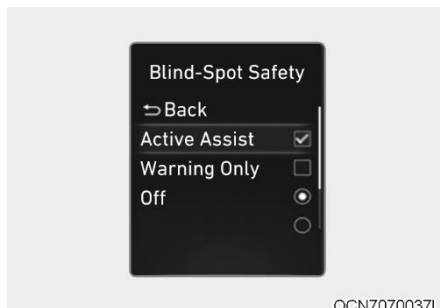 Blind-Spot Safety
Back
Active Assist
Warning Only
Off
OCN7070037L